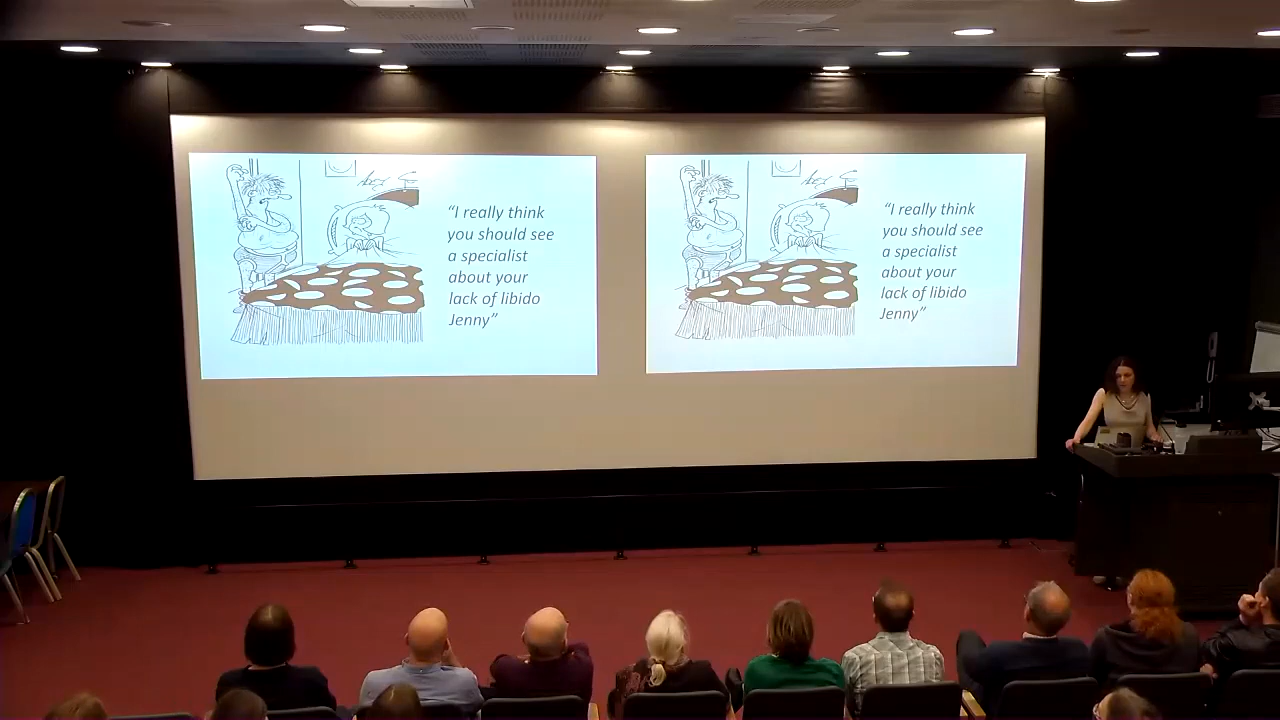 “I really think
you should see
a specialist
about your
lack of libido
Jenny”
“I really think
you should see
a specialist
about your
lack of libido
Jenny”